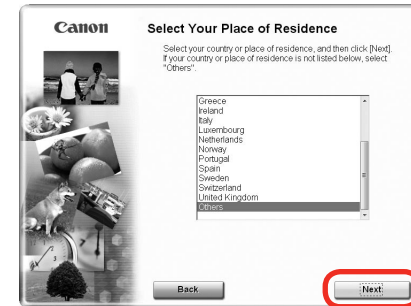 Canon
Select Your Place of Residence
Select your country or place of residence, and then click [Next].
If your country or place of residence is not listed below, select
"Others".
Greece
Ireland
Italy
Luxembourg
Netherlands
Norway
Portugal
Spain
Sweden
Switzerland
United Kingdom
Others
Back
Next